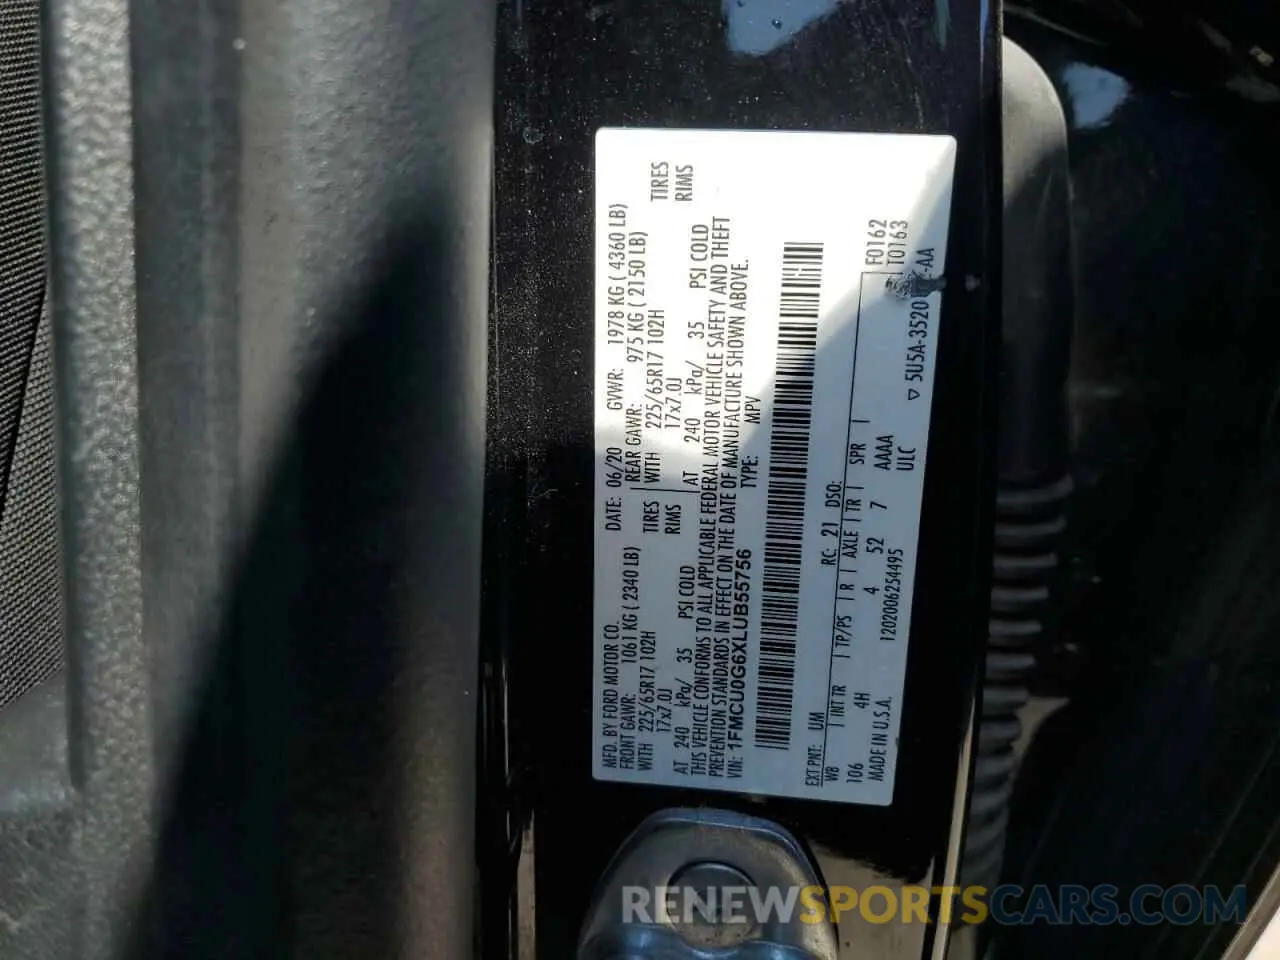 MFD. BY FORD MOTOR CO. DATE: 06/20 GVWR: 1978 KG ( 4360 LB)
FRONT GAWR: 1061 KG ( 2340 LB) REAR GAWR: 975 KG ( 2150 LB)
WITH 225/65R17 102H TIRES WITH 225/65R17 102H TIRES
17x7.0J RIMS 17x7.0J RIMS
AT 240 kPa/ 35 PSI COLD AT 240 kPa/ 35 PSI COLD
THIS VEHICLE CONFORMS TO ALL APPLICABLE FEDERAL MOTOR VEHICLE SAFETY AND THEFT
PREVENTION STANDARDS IN EFFECT ON THE DATE OF MANUFACTURE SHOWN ABOVE.
VIN: 1FMCU0G6XLUB55756 TYPE: MPV
EXT PNT: UM RC: 21 DSO: F0162
WB INT TR TP/PS R AXLE TR SPR T0163
106 4H 4 52 7 AAAA
MADE IN U.S.A. 1202006254495 ULC
RENEWSPORTSCARS.COM